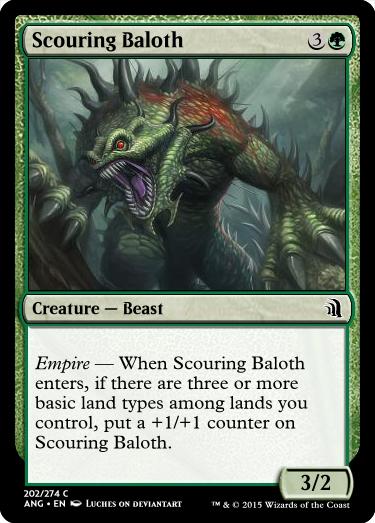 Scouring Baloth 3
Creature — Beast
Empire — When Scouring Baloth
enters, if there are three or more
basic land types among lands you
control, put a +1/+1 counter on
Scouring Baloth.
3/2
202/274 C
ANG • EN Luches on deviantart ™ & © 2015 Wizards of the Coast